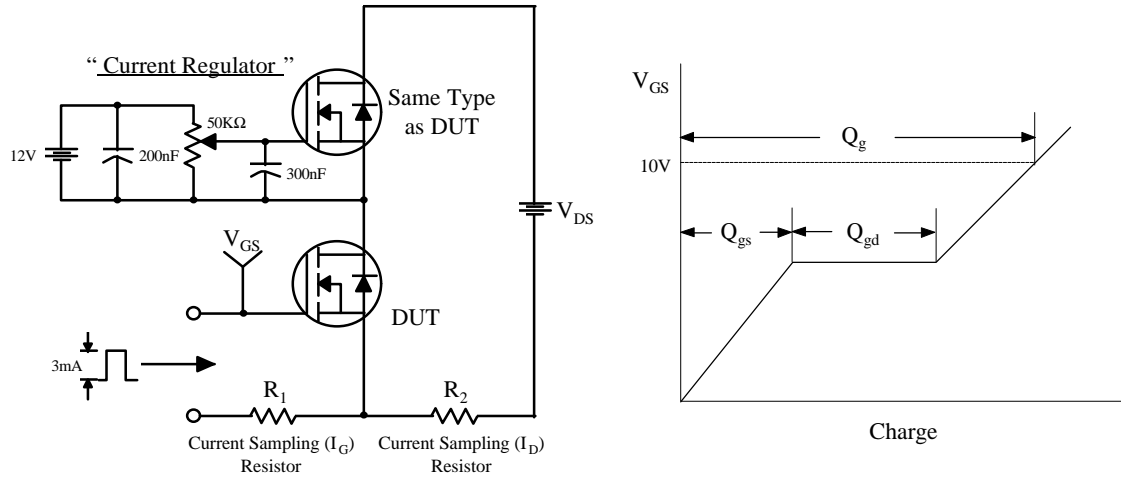 “ Current Regulator ”
50KΩ
12V
200nF
300nF
Same Type
as DUT
V_DS
V_GS
DUT
3mA
R_1
R_2
Current Sampling (I_G)
Resistor
Current Sampling (I_D)
Resistor
V_GS
Q_g
10V
Q_gs
Q_gd
Charge